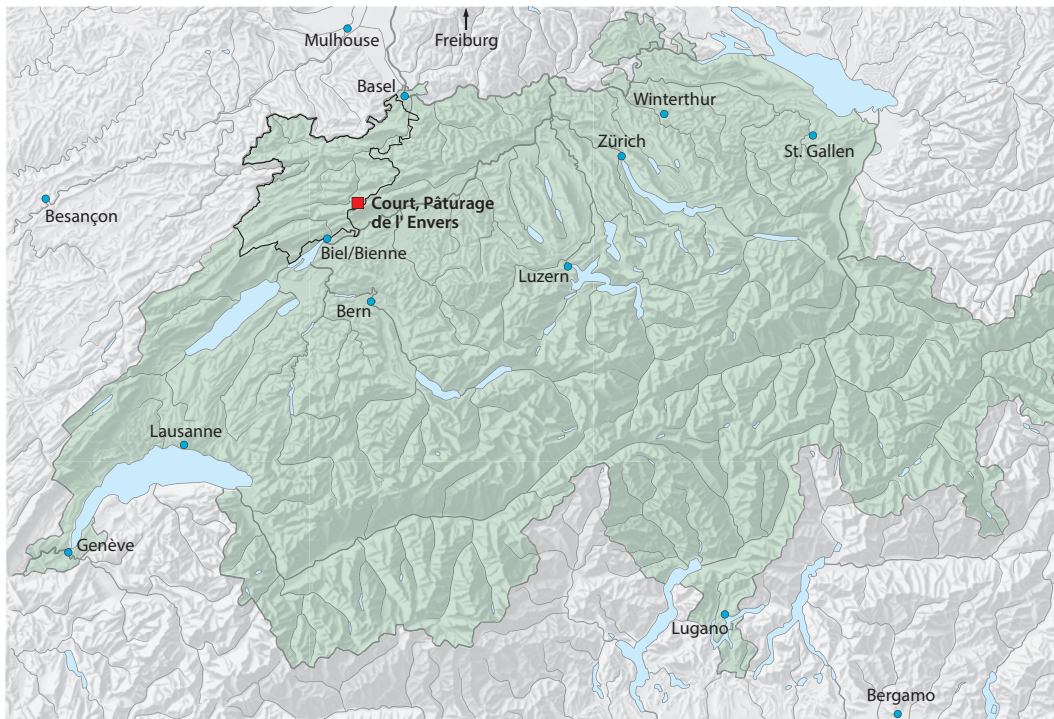 Mulhouse
Freiburg
Basel
Winterthur
Zürich
St. Gallen
Besançon
Court, Pâturage
de l' Envers
Biel/Bienne
Luzern
Bern
Lausanne
Genève
Lugano
Bergamo